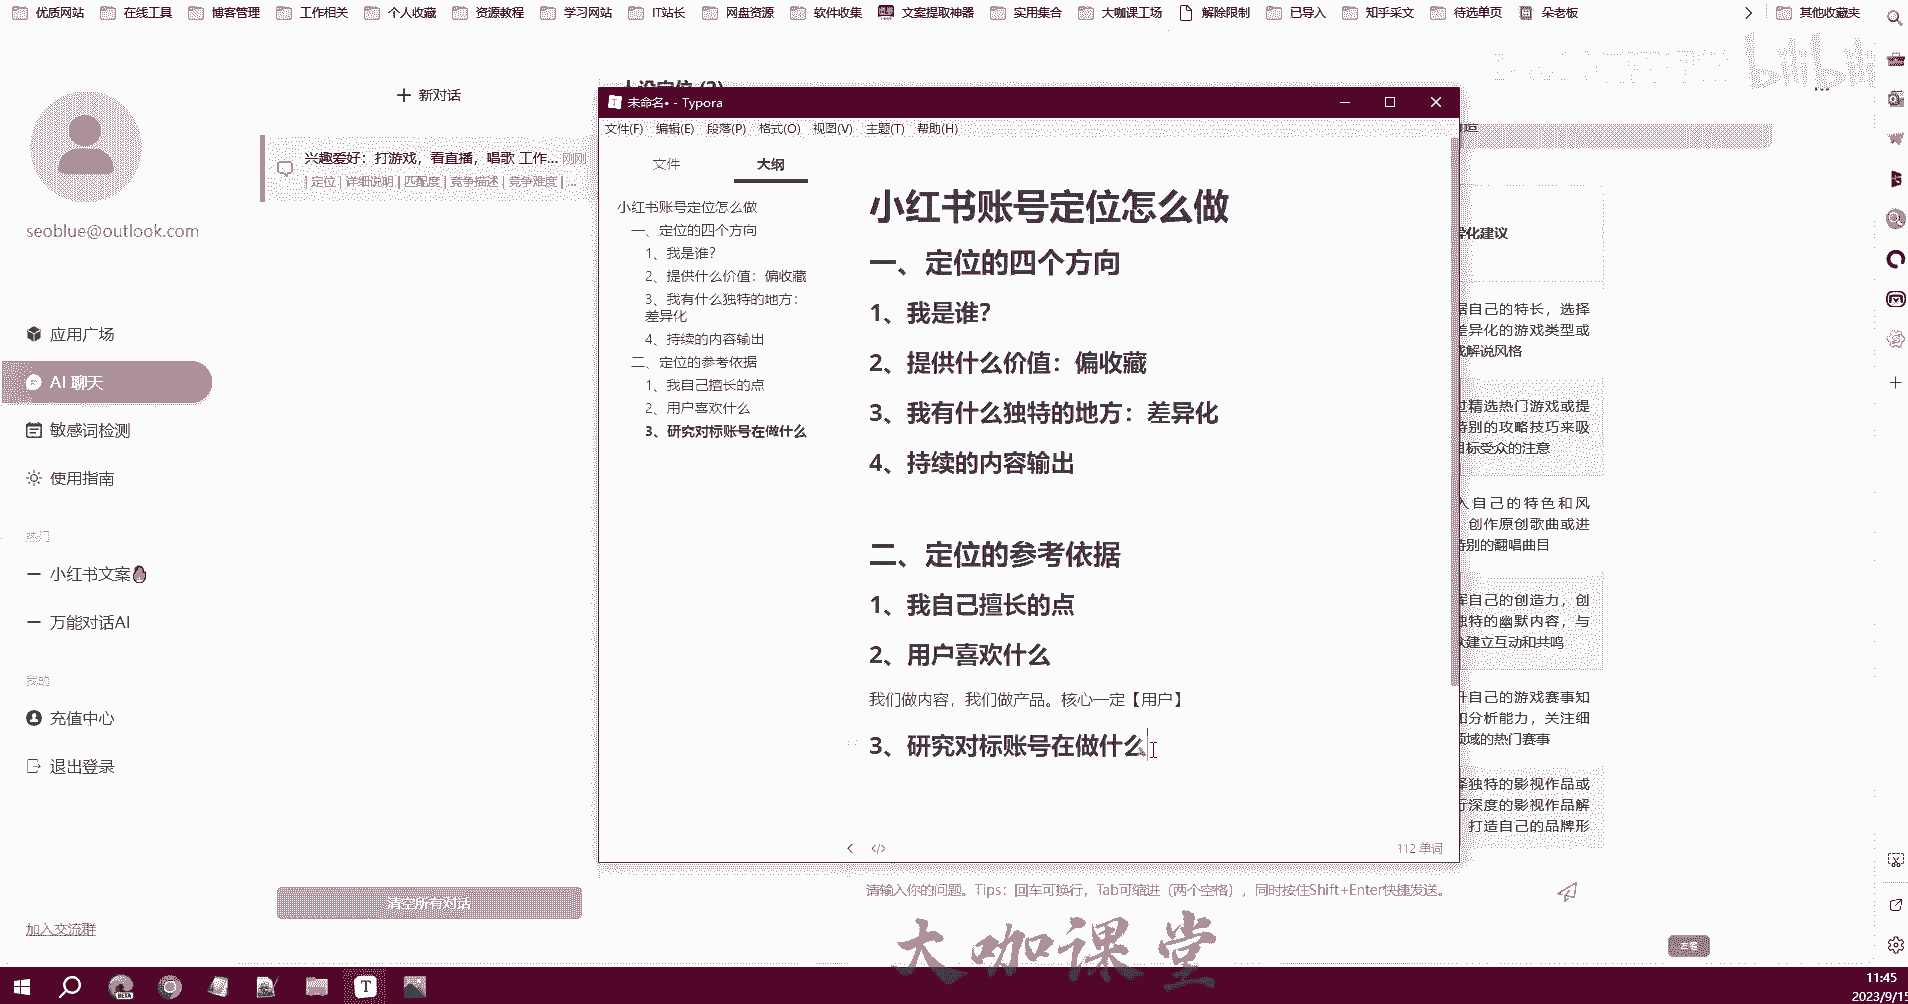 优质网站 在线工具 博客管理 工作相关 个人收藏 资源教程 学习网站 IT站长 网盘资源 软件收集 文案提取神器 实用集合 大咖课工场 解除限制 已导入 知乎采文 待选单页 朵老板 其他收藏夹
bilibili
新对话
未命名• - Typora
文件(F) 编辑(E) 段落(P) 格式(O) 视图(V) 主题(T) 帮助(H)
兴趣爱好：打游戏，看直播，唱歌 工作... 刚刚
| 定位 | 详细说明 | 匹配度 | 竞争描述 | 竞争难度 | ...
seoblue@outlook.com
应用广场
AI 聊天
敏感词检测
使用指南
热门
小红书文案
万能对话AI
我的
充值中心
退出登录
加入交流群
清空所有对话
文件 大纲
小红书账号定位怎么做
一、定位的四个方向
1、我是谁？
2、提供什么价值：偏收藏
3、我有什么独特的地方：
差异化
4、持续的内容输出
二、定位的参考依据
1、我自己擅长的点
2、用户喜欢什么
3、研究对标账号在做什么
小红书账号定位怎么做
一、定位的四个方向
1、我是谁？
2、提供什么价值：偏收藏
3、我有什么独特的地方：差异化
4、持续的内容输出
二、定位的参考依据
1、我自己擅长的点
2、用户喜欢什么
我们做内容，我们做产品。核心一定【用户】
3、研究对标账号在做什么
112 单词
化建议
自己的特长，选择
差异化的游戏类型或
解说风格
精选热门游戏或提
特别的攻略技巧来吸
目标受众的注意
入自己的特色和风
创作原创歌曲或进
特别的翻唱曲目
自己的创造力，创
独特的幽默内容，与
建立互动和共鸣
自己的游戏赛事知
和分析能力，关注细
领域的热门赛事
独特的影视作品或
行深度的影视作品解
打造自己的品牌形
请输入你的问题。Tips：回车可换行，Tab可缩进（两个空格），同时按住Shift+Enter快捷发送。
大咖课堂
BETA
11:45
2023/9/15